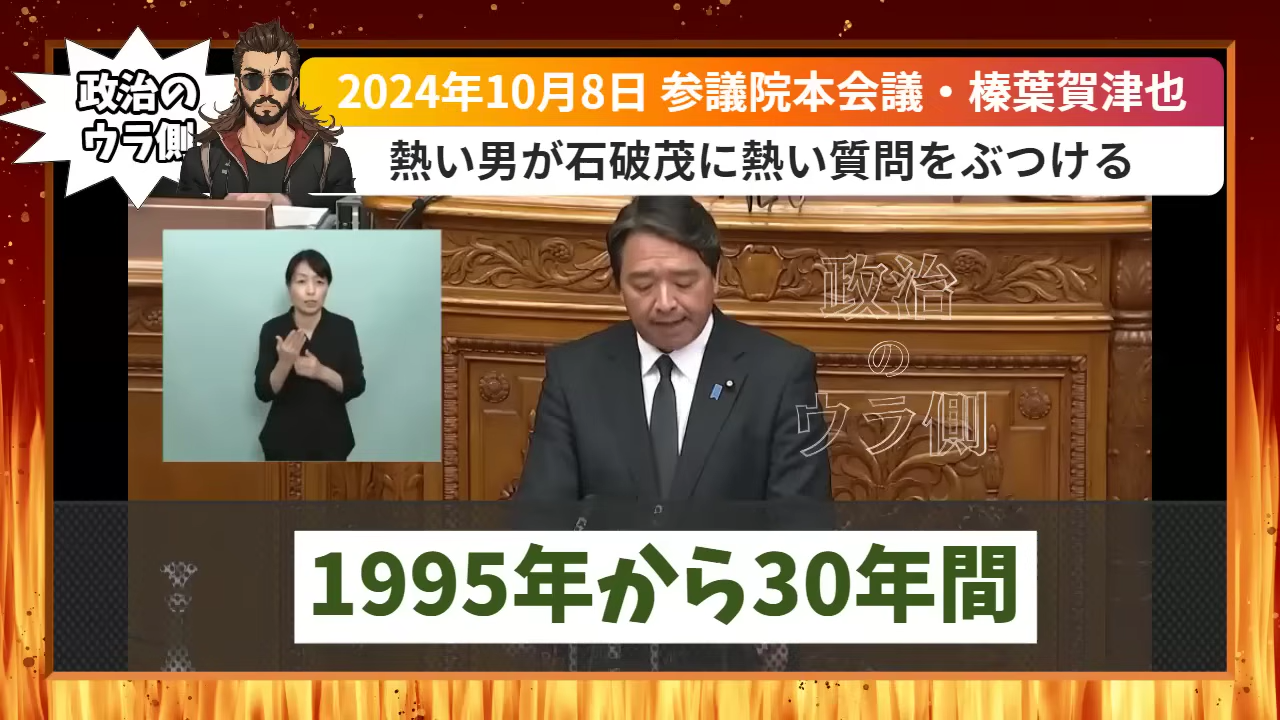 政治の
ウラ側
2024年10月8日 参議院本会議・榛葉賀津也
熱い男が石破茂に熱い質問をぶつける
政治
の
ウラ側
1995年から30年間